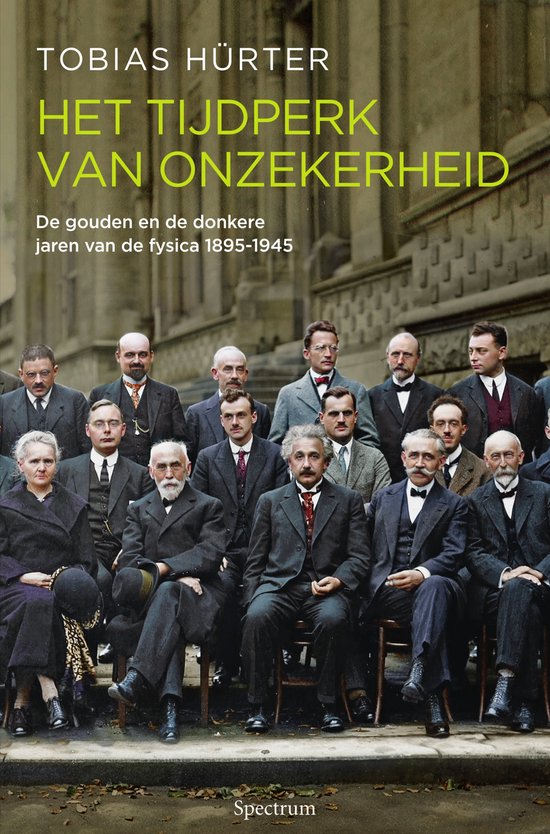 TOBIAS HÜRTER
HET TIJDPERK
VAN ONZEKERHEID
De gouden en de donkere
jaren van de fysica 1895-1945
Spectrum